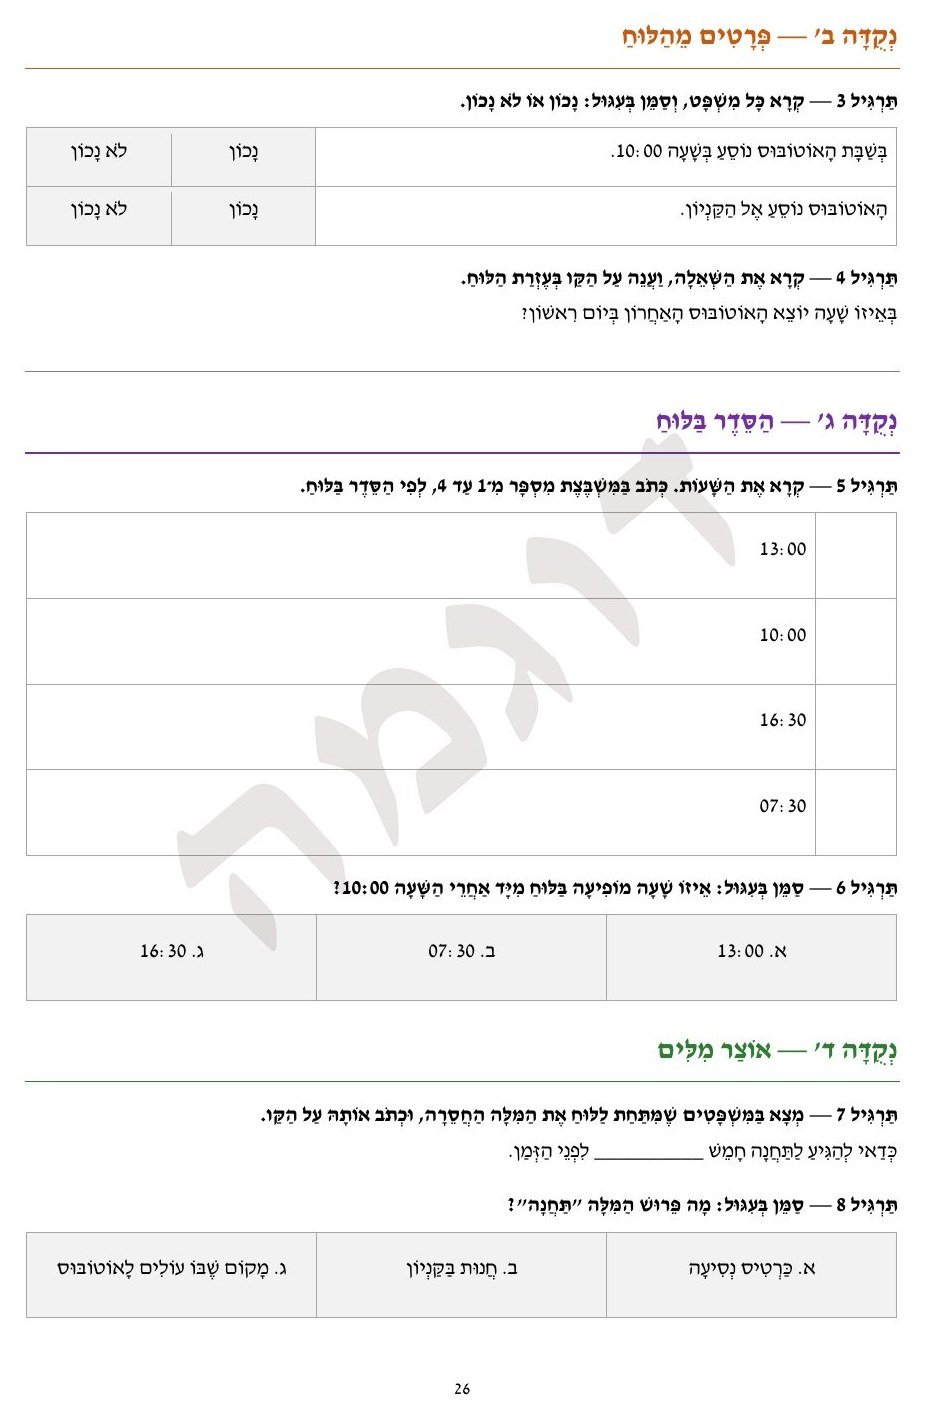 נְקֻדָּה ב׳ — פְּרָטִים מֵהַלּוּחַ
תַּרְגִּיל 3 — קְרָא כָּל מִשְׁפָּט, וְסַמֵּן בְּעִגּוּל: נָכוֹן אוֹ לֹא נָכוֹן.
בְּשַׁבָּת הָאוֹטוֹבּוּס נוֹסֵעַ בְּשָׁעָה 10:00. נָכוֹן לֹא נָכוֹן
הָאוֹטוֹבּוּס נוֹסֵעַ אֶל הַקַּנְיוֹן. נָכוֹן לֹא נָכוֹן
תַּרְגִּיל 4 — קְרָא אֶת הַשְּׁאֵלָה, וַעֲנֵה עַל הַקַּו בְּעֶזְרַת הַלּוּחַ.
בְּאֵיזוֹ שָׁעָה יוֹצֵא הָאוֹטוֹבּוּס הָאַחֲרוֹן בְּיוֹם רִאשׁוֹן?
נְקֻדָּה ג׳ — הַסֵּדֶר בַּלּוּחַ
תַּרְגִּיל 5 — קְרָא אֶת הַשָּׁעוֹת. כְּתֹב בַּמִּשְׁבֶּצֶת מִסְפָּר מִ־1 עַד 4, לְפִי הַסֵּדֶר בַּלּוּחַ.
13:00
10:00
16:30
07:30
דוגמה
תַּרְגִּיל 6 — סַמֵּן בְּעִגּוּל: אֵיזוֹ שָׁעָה מוֹפִיעָה בַּלּוּחַ מִיָּד אַחֲרֵי הַשָּׁעָה 10:00?
א. 13:00 ב. 07:30 ג. 16:30
נְקֻדָּה ד׳ — אוֹצַר מִלִּים
תַּרְגִּיל 7 — מְצָא בַּמִּשְׁפָּטִים שֶׁמִּתַּחַת לַלּוּחַ אֶת הַמִּלָּה הַחֲסֵרָה, וּכְתֹב אוֹתָהּ עַל הַקַּו.
כְּדַאי לְהַגִּיעַ לַתַּחֲנָה חָמֵשׁ __________ לִפְנֵי הַזְּמַן.
תַּרְגִּיל 8 — סַמֵּן בְּעִגּוּל: מָה פֵּרוּשׁ הַמִּלָּה ״תַּחֲנָה״?
א. כַּרְטִיס נְסִיעָה ב. חֲנוּת בַּקַּנְיוֹן ג. מָקוֹם שֶׁבּוֹ עוֹלִים לָאוֹטוֹבּוּס
26